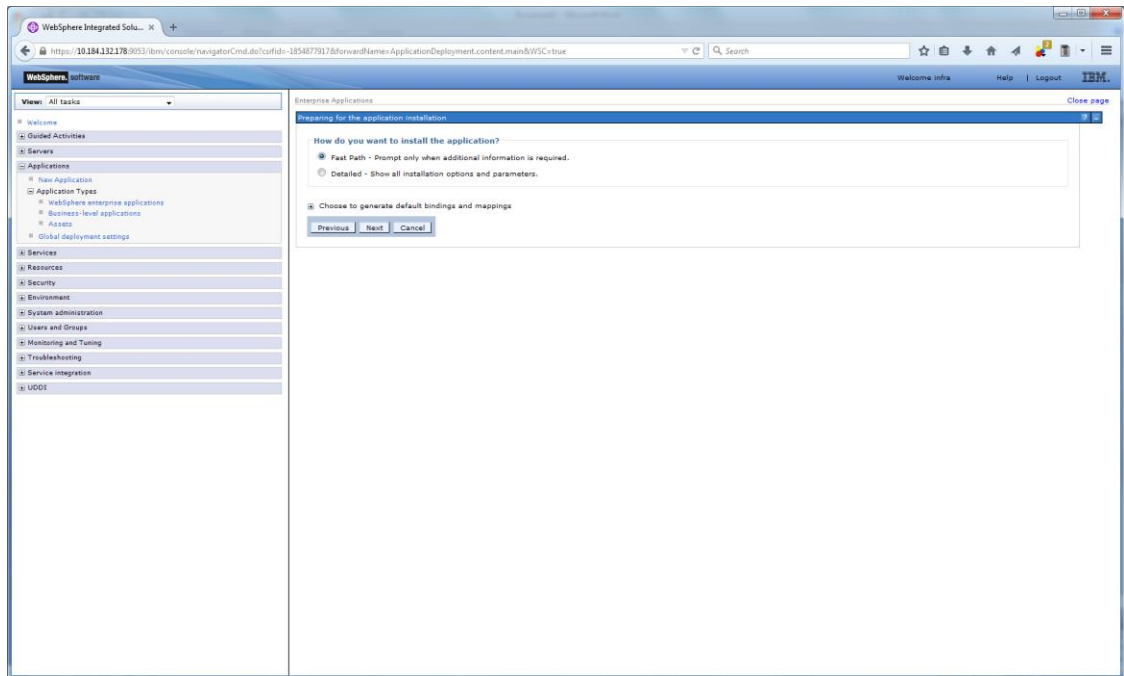 WebSphere Integrated Solu... × +
https://10.184.132.178:9053/ibm/console/navigatorCmd.do?csrfid=-1854877917&forwardName=ApplicationDeployment.content.main&WSC=true
Search
2
WebSphere. software
Welcome infra Help | Logout IBM.
View: All tasks
Welcome
Guided Activities
Servers
Applications
New Application
Application Types
WebSphere enterprise applications
Business-level applications
Assets
Global deployment settings
Services
Resources
Security
Environment
System administration
Users and Groups
Monitoring and Tuning
Troubleshooting
Service integration
UDDI
Enterprise Applications Close page
Preparing for the application installation ? -
How do you want to install the application?
Fast Path - Prompt only when additional information is required.
Detailed - Show all installation options and parameters.
Choose to generate default bindings and mappings
Previous Next Cancel